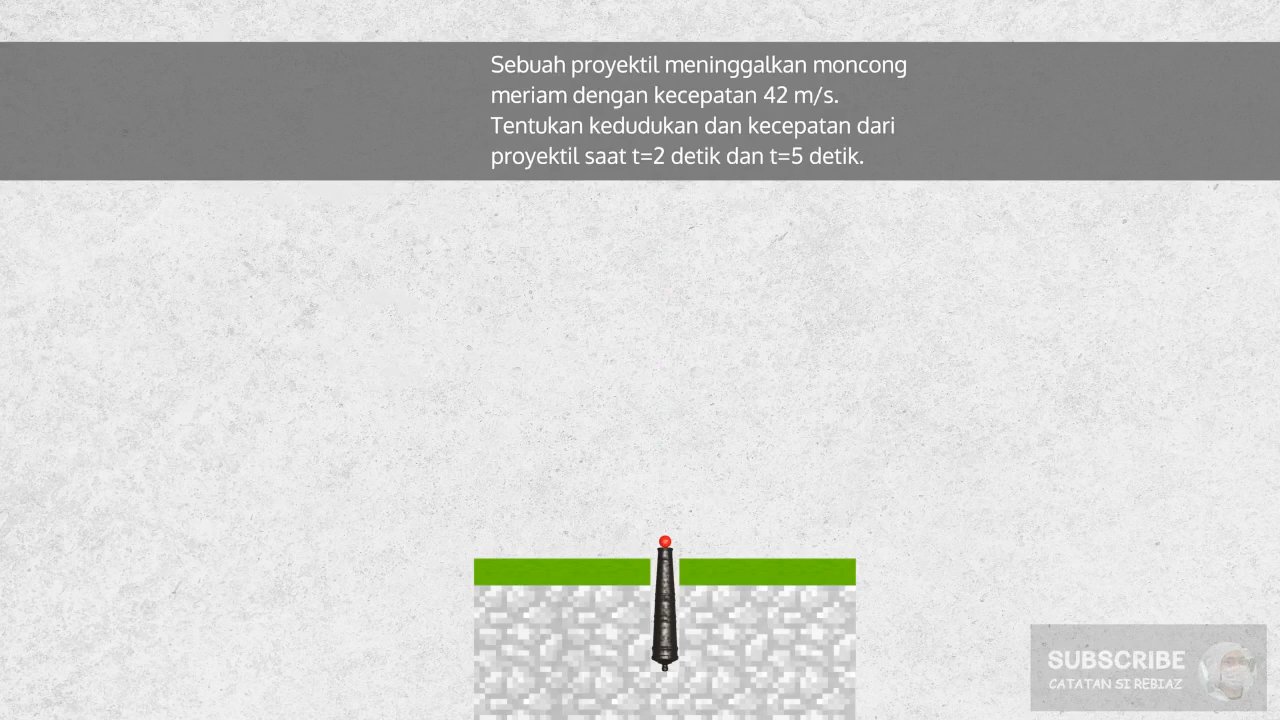 Sebuah proyektil meninggalkan moncong
meriam dengan kecepatan 42 m/s.
Tentukan kedudukan dan kecepatan dari
proyektil saat t=2 detik dan t=5 detik.
SUBSCRIBE
CATATAN SI REBIAZ